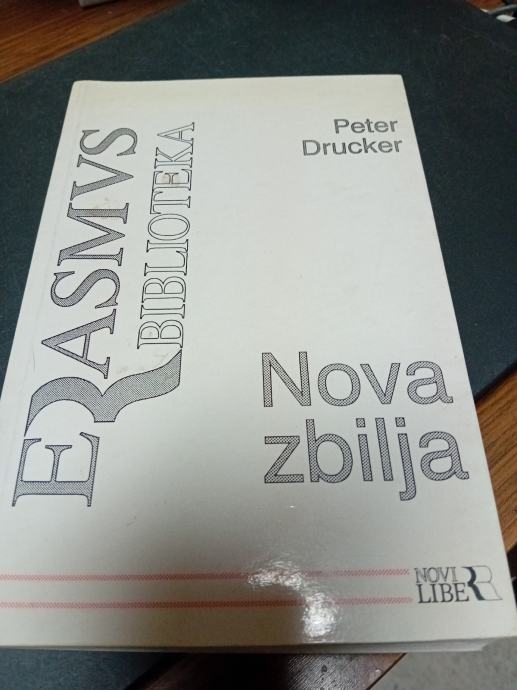 Peter
Drucker
ERASMVS
BIBLIOTEKA
Nova
zbilja
NOVI
LIBER